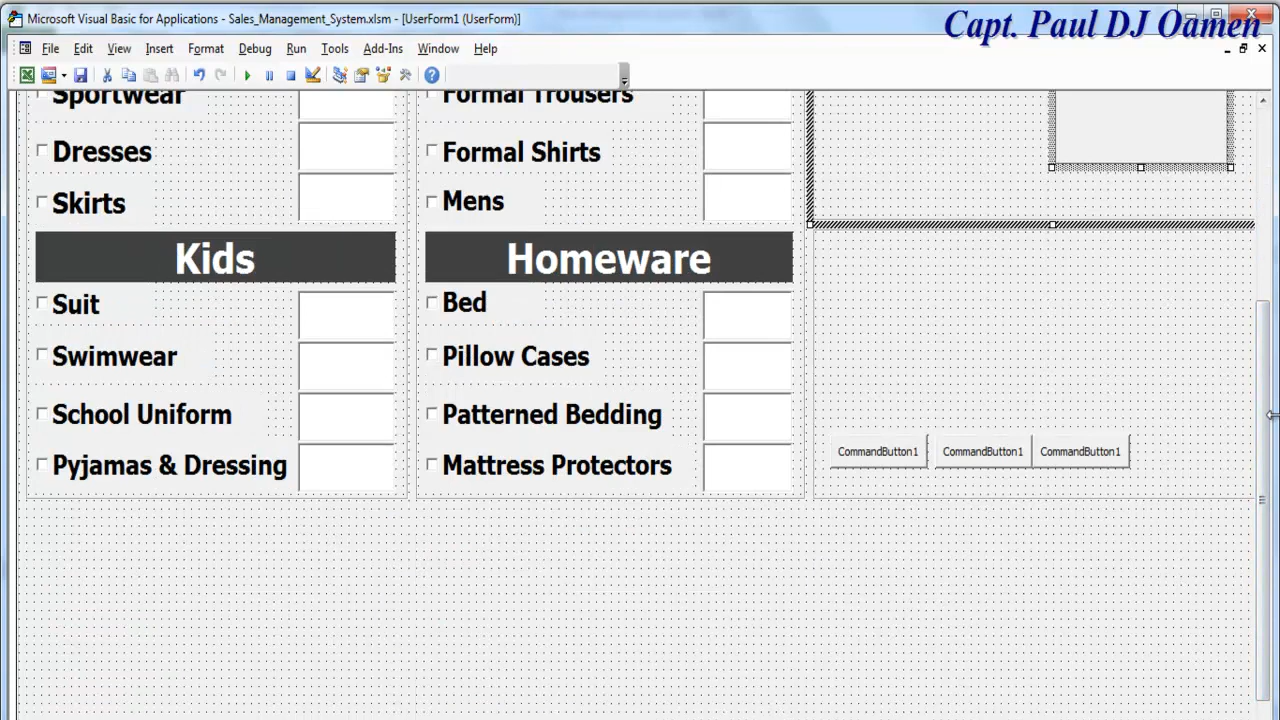 Microsoft Visual Basic for Applications - Sales_Management_System.xlsm - [UserForm1 (UserForm)]
Capt. Paul DJ Oamen
File Edit View Insert Format Debug Run Tools Add-Ins Window Help
Sportwear
Formal Trousers
Dresses
Formal Shirts
Skirts
Mens
Kids
Homeware
Suit
Bed
Swimwear
Pillow Cases
School Uniform
Patterned Bedding
Pyjamas & Dressing
Mattress Protectors
CommandButton1 CommandButton1 CommandButton1